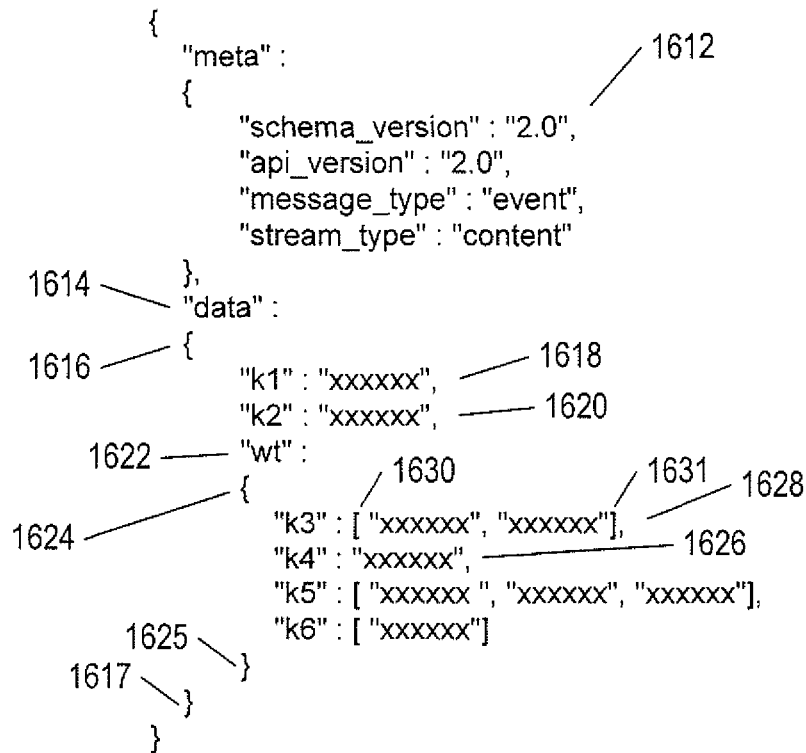 {
"meta" :
1612
{
"schema_version" : "2.0",
"api_version" : "2.0",
"message_type" : "event",
"stream_type" : "content"
},
1614
"data" :
1616
{
"k1" : "xxxxxx",
1618
"k2" : "xxxxxx",
1620
1622
"wt" :
1630
1631
1628
1624
{
"k3" : [ "xxxxxx", "xxxxxx"],
"k4" : "xxxxxx",
1626
"k5" : [ "xxxxxx ", "xxxxxx", "xxxxxx"],
"k6" : [ "xxxxxx"]
1625
}
1617
}
}